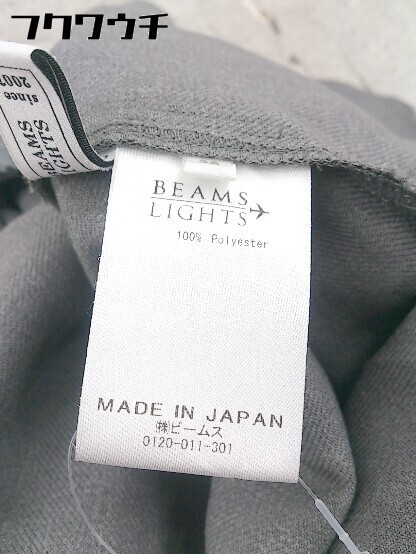 フクワウチ
since 2002
BEAMS
LIGHTS
BEAMS
LIGHTS
100% Polyester
MADE IN JAPAN
㈱ビームス
0120-011-301